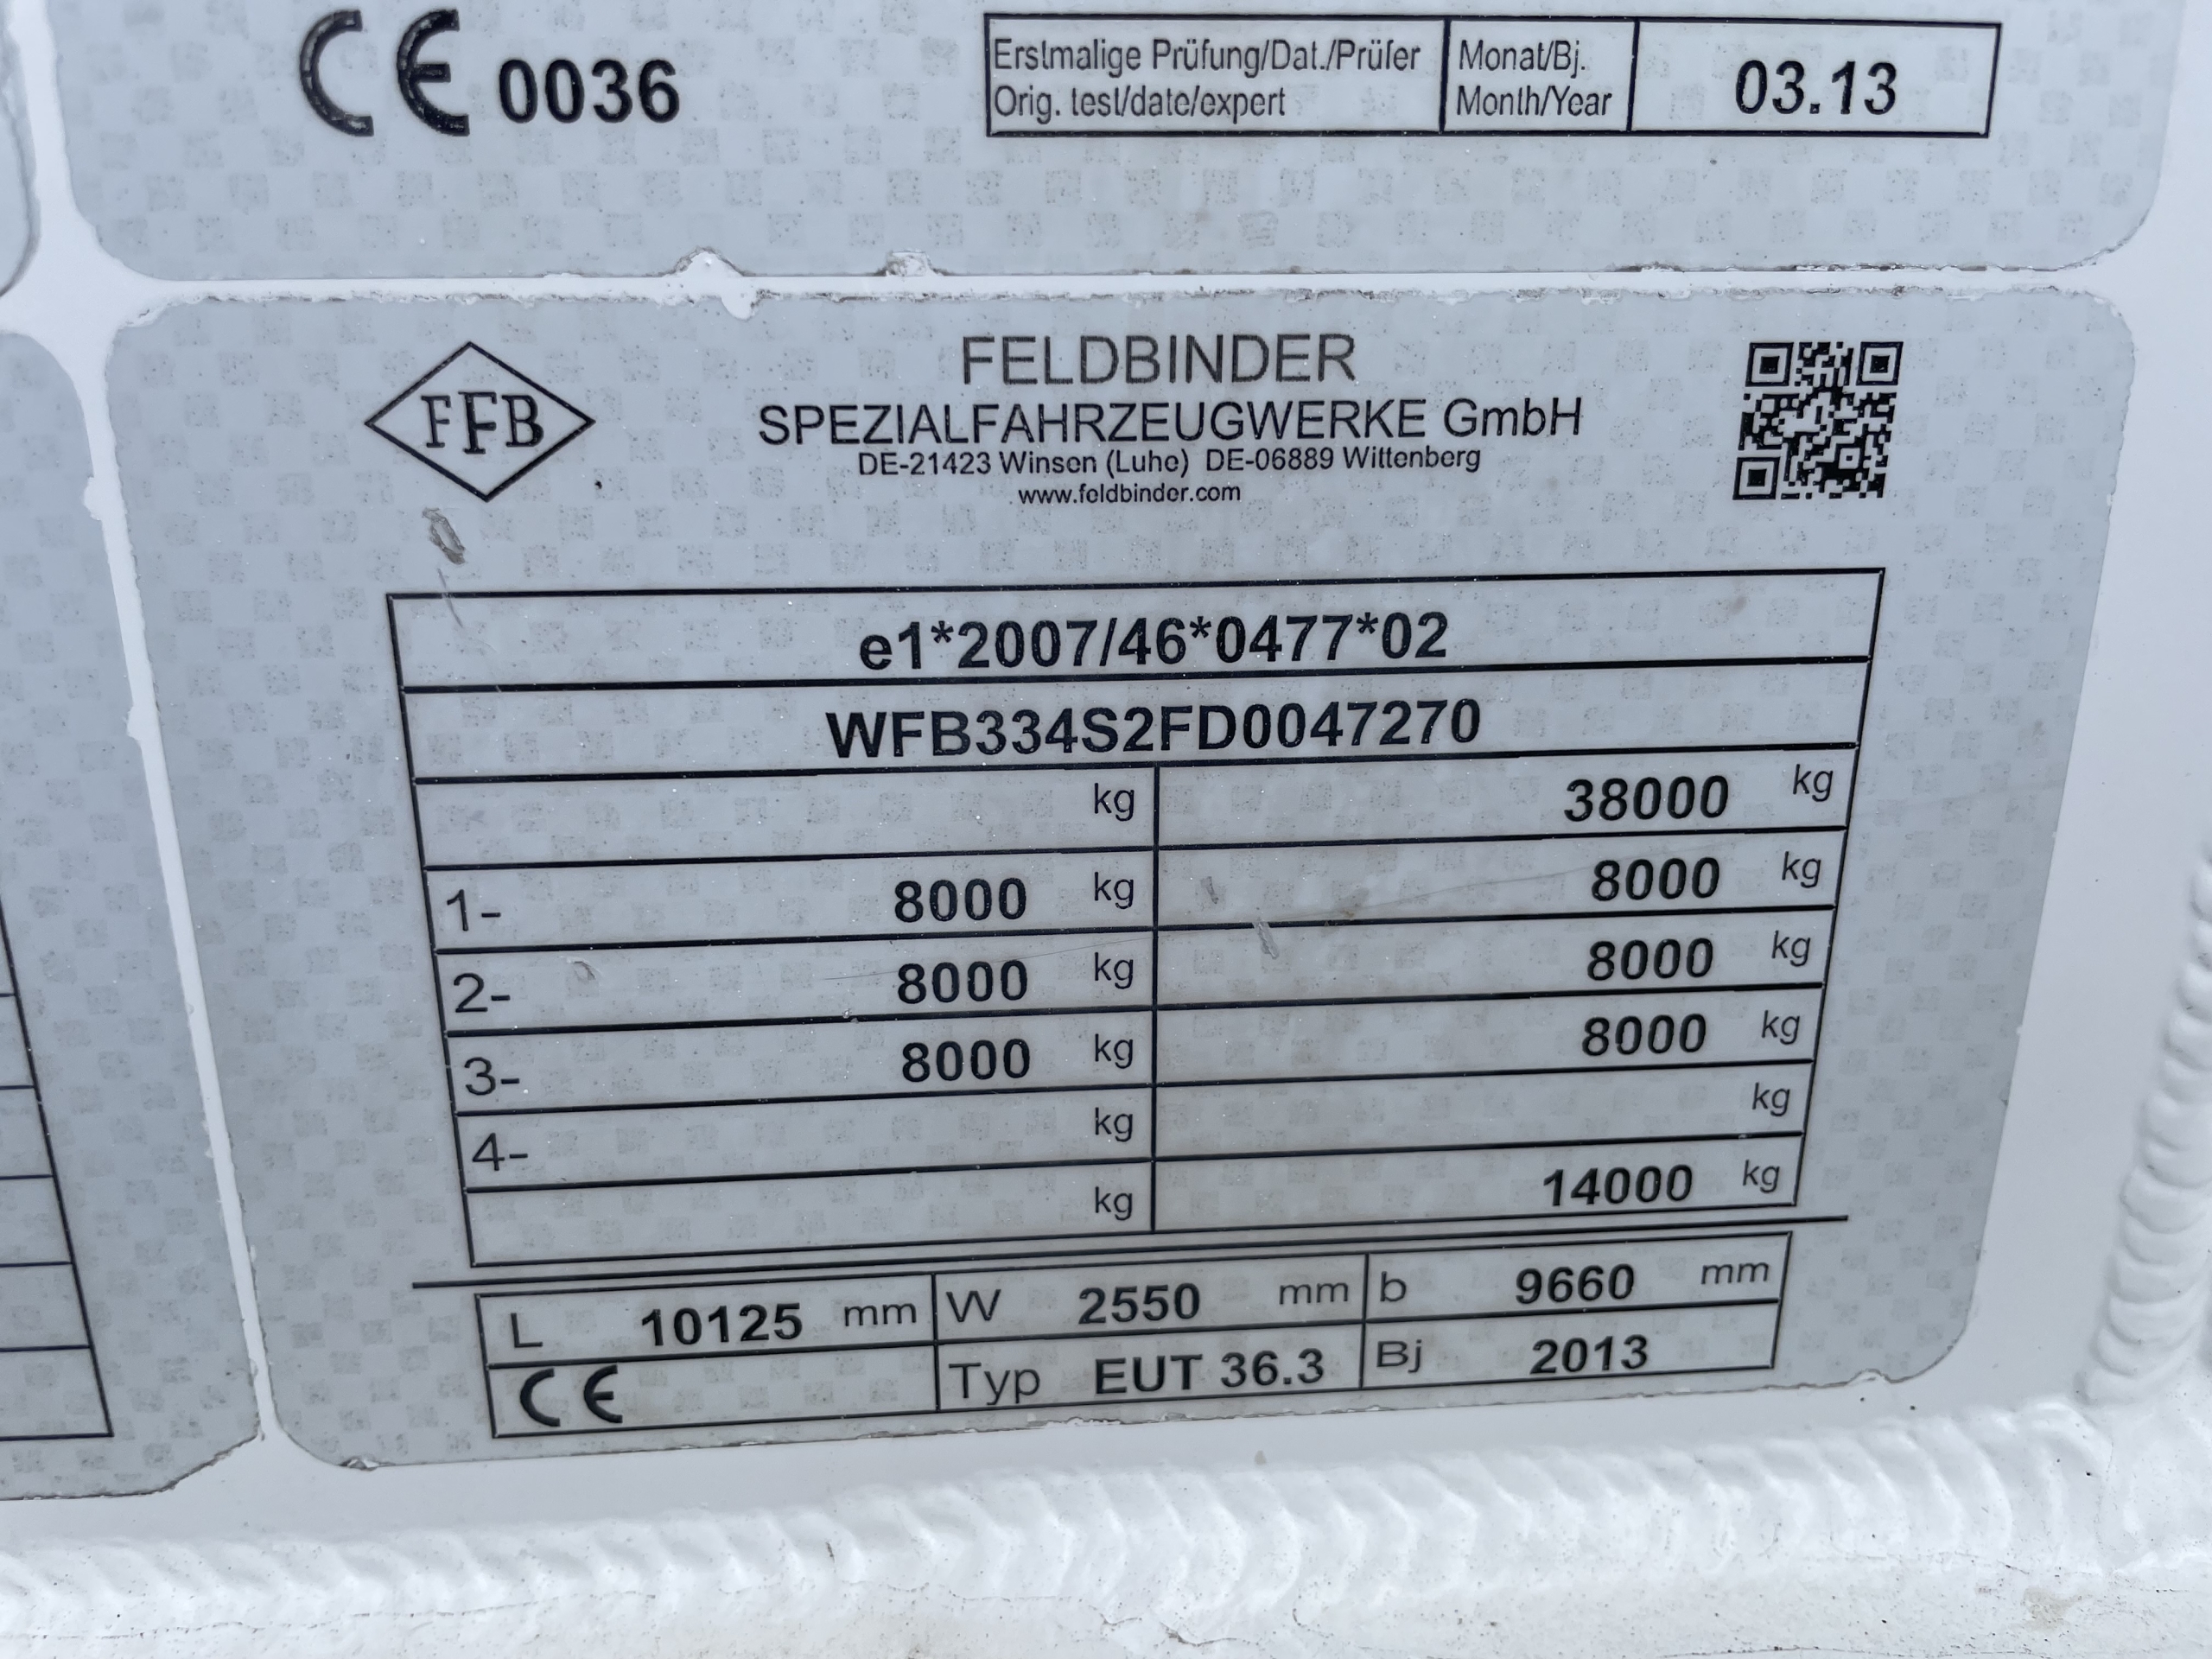 CE 0036
Erstmalige Prüfung/Dat./Prüfer
Orig. test/date/expert
Monat/Bj.
Month/Year
03.13
FFB
FELDBINDER
SPEZIALFAHRZEUGWERKE GmbH
DE-21423 Winsen (Luhe) DE-06889 Wittenberg
www.feldbinder.com
e1*2007/46*0477*02
WFB334S2FD0047270
kg 38000 kg
1- 8000 kg 8000 kg
2- 8000 kg 8000 kg
3- 8000 kg 8000 kg
4- kg kg
kg 14000 kg
L 10125 mm W 2550 mm b 9660 mm
CE Typ EUT 36.3 Bj 2013